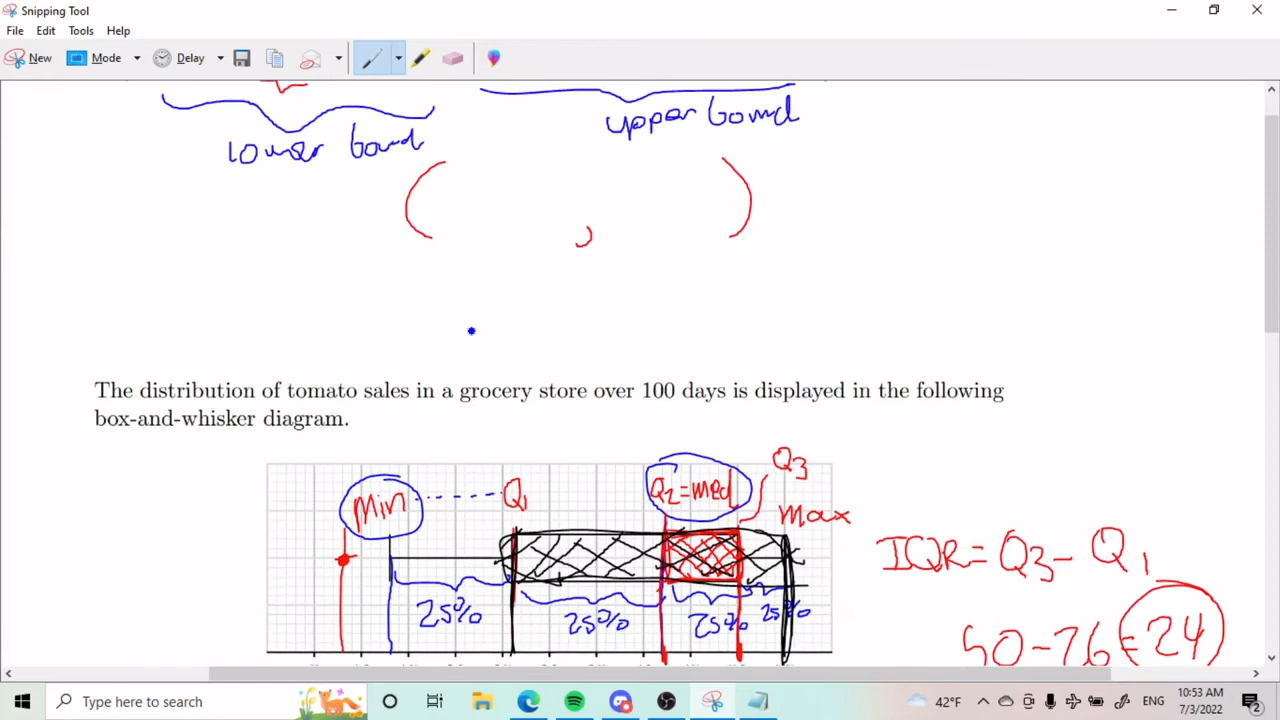 Snipping Tool
File Edit Tools Help
New Mode Delay
lower bound
upper bound
( , )
The distribution of tomato sales in a grocery store over 100 days is displayed in the following
box-and-whisker diagram.
Min Q1 Q2=med Q3
max
IQR = Q3 - Q1
25% 25% 25% 25%
50-26=24
Type here to search
42°F
ENG
10:53 AM
7/3/2022
2